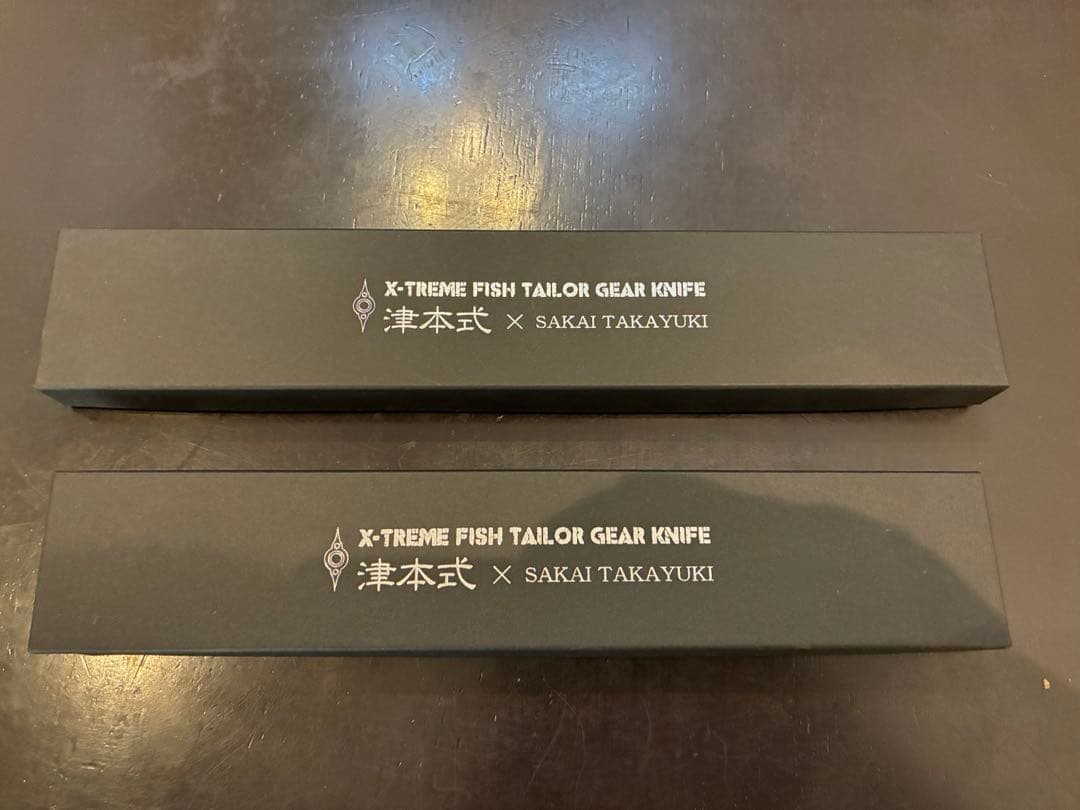 X-TREME FISH TAILOR GEAR KNIFE
津本式 × SAKAI TAKAYUKI
X-TREME FISH TAILOR GEAR KNIFE
津本式 × SAKAI TAKAYUKI